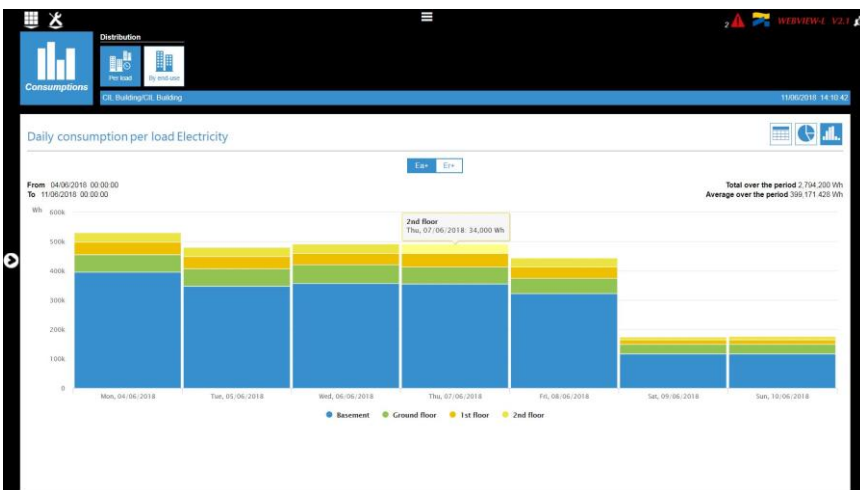 2
WEBVIEW-L V2.1
Distribution
Per load
By end-use
Consumptions
CIL Building/CIL Building
11/06/2018 14:10:42
Daily consumption per load Electricity
Ea+ Er+
From 04/06/2018 00:00:00
To 11/06/2018 00:00:00
Total over the period 2,794,200 Wh
Average over the period 399,171.428 Wh
Wh
600k
2nd floor
Thu, 07/06/2018: 34,000 Wh
500k
400k
300k
200k
100k
0
Mon, 04/06/2018 Tue, 05/06/2018 Wed, 06/06/2018 Thu, 07/06/2018 Fri, 08/06/2018 Sat, 09/06/2018 Sun, 10/06/2018
Basement Ground floor 1st floor 2nd floor